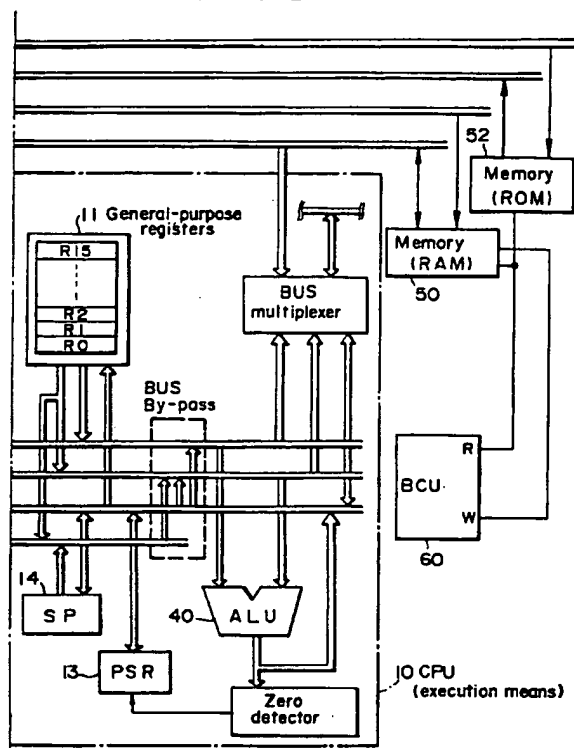 52
Memory
(ROM)
11 General-purpose
registers
R15
R2
R1
R0
Memory
(RAM)
50
BUS
multiplexer
BUS
By-pass
R
BCU
W
60
14
SP
40
ALU
13
PSR
Zero
detector
10 CPU
(execution means)